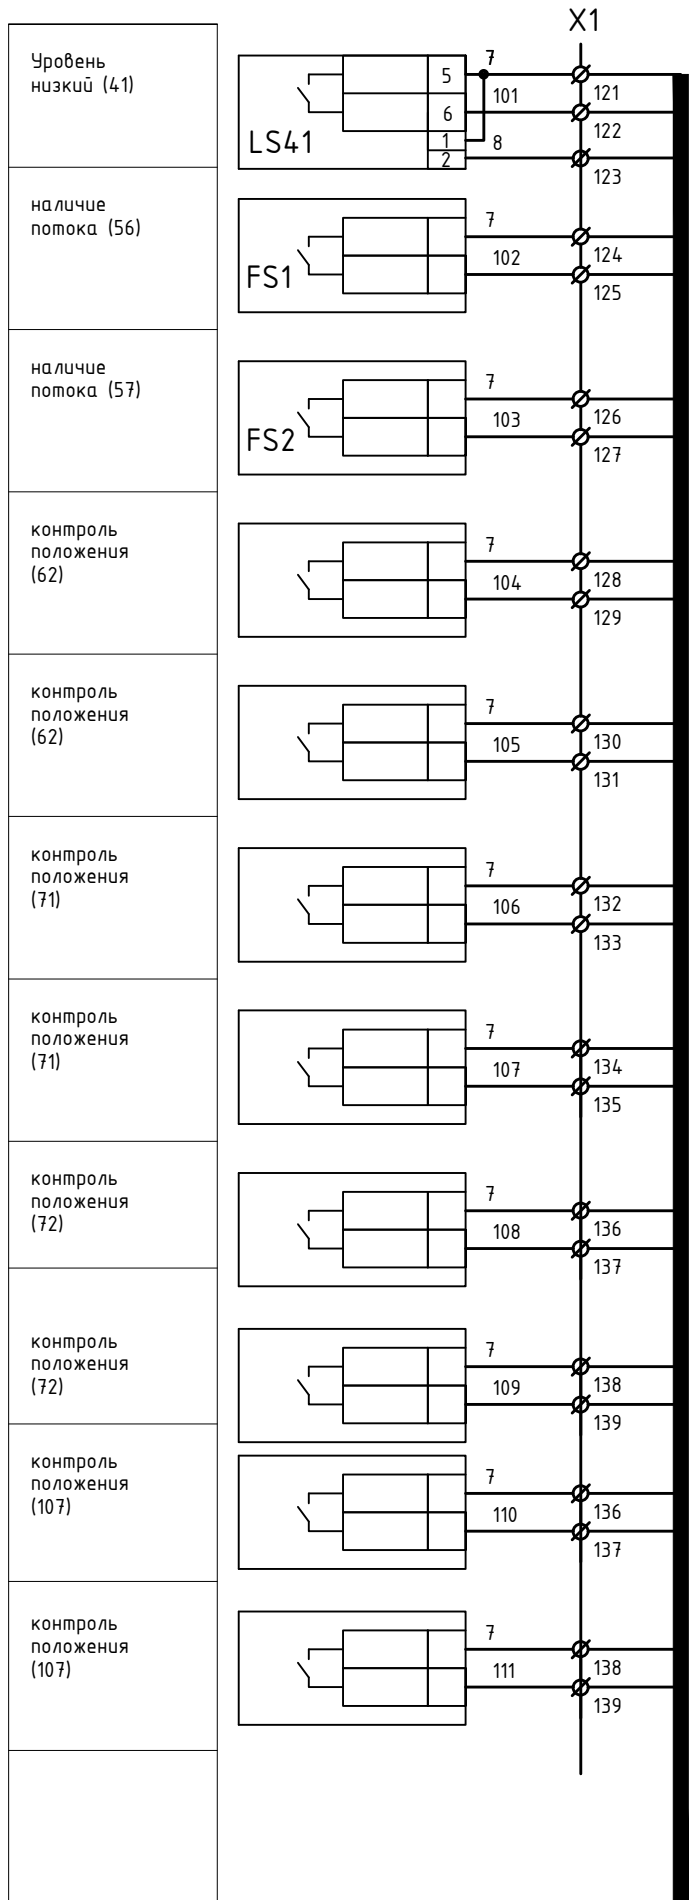 X1
Уровень
низкий (41)
LS41
5
6
1
2
7
101
8
121
122
123
наличие
потока (56)
FS1
7
102
124
125
наличие
потока (57)
FS2
7
103
126
127
контроль
положения
(62)
7
104
128
129
контроль
положения
(62)
7
105
130
131
контроль
положения
(71)
7
106
132
133
контроль
положения
(71)
7
107
134
135
контроль
положения
(72)
7
108
136
137
контроль
положения
(72)
7
109
138
139
контроль
положения
(107)
7
110
136
137
контроль
положения
(107)
7
111
138
139